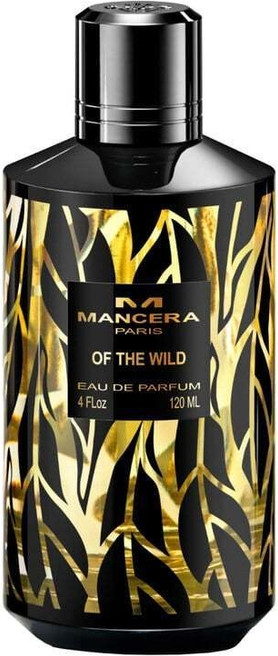 M
MANCERA
PARIS
OF THE WILD
EAU DE PARFUM
4 FLoz 120 ML